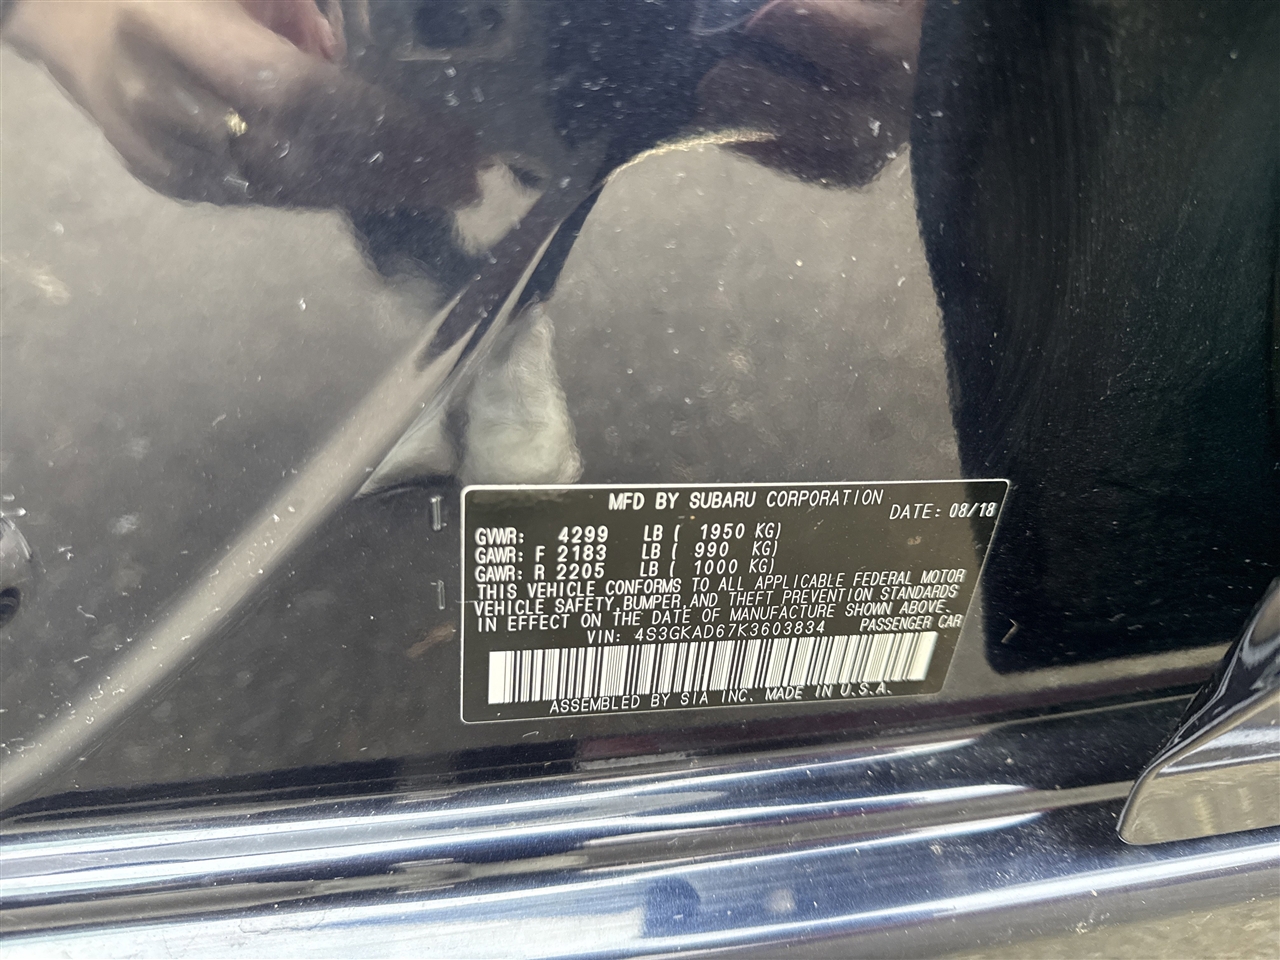 MFD BY SUBARU CORPORATION
DATE: 08/18
GVWR: 4299 LB ( 1950 KG)
GAWR: F 2183 LB ( 990 KG)
GAWR: R 2205 LB ( 1000 KG)
THIS VEHICLE CONFORMS TO ALL APPLICABLE FEDERAL MOTOR
VEHICLE SAFETY, BUMPER, AND THEFT PREVENTION STANDARDS
IN EFFECT ON THE DATE OF MANUFACTURE SHOWN ABOVE.
VIN: 4S3GKAD67K3603834 PASSENGER CAR
ASSEMBLED BY SIA INC. MADE IN U.S.A.